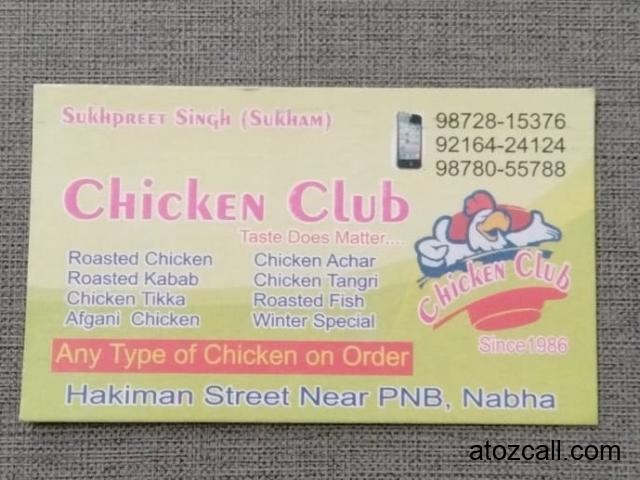 Sukhpreet Singh (Sukham)
98728-15376
92164-24124
98780-55788
Chicken Club
Taste Does Matter....
Roasted Chicken
Roasted Kabab
Chicken Tikka
Afgani Chicken
Chicken Achar
Chicken Tangri
Roasted Fish
Winter Special
Chicken Club
Since1986
Any Type of Chicken on Order
Hakiman Street Near PNB, Nabha
atozcall.com